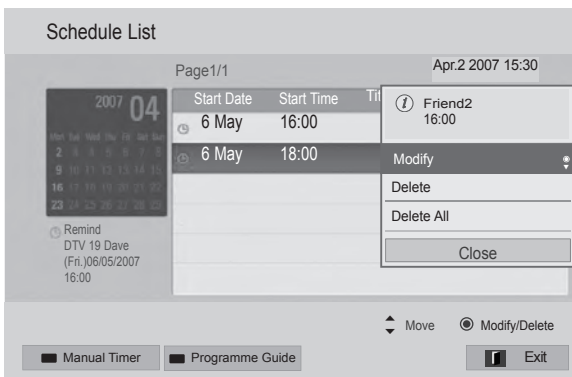 Schedule List
Page1/1
Apr.2 2007 15:30
2007 04
Start Date Start Time
6 May 16:00
6 May 18:00
Friend2
16:00
Modify
Delete
Delete All
Close
Remind
DTV 19 Dave
(Fri.)06/05/2007
16:00
Move Modify/Delete
Manual Timer Programme Guide Exit